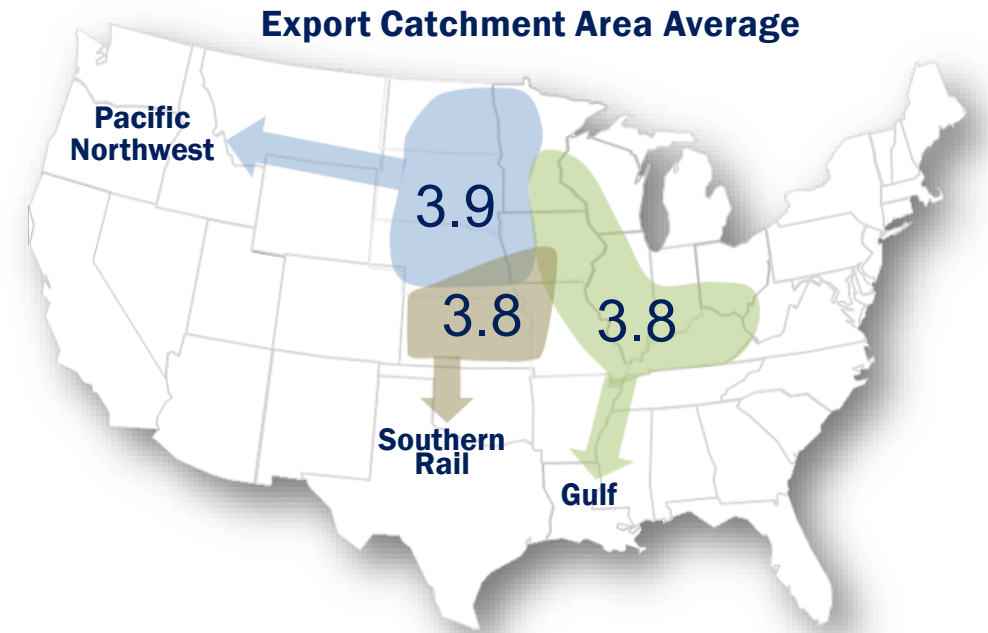 Export Catchment Area Average
Pacific
Northwest
3.9
3.8
3.8
Southern
Rail
Gulf